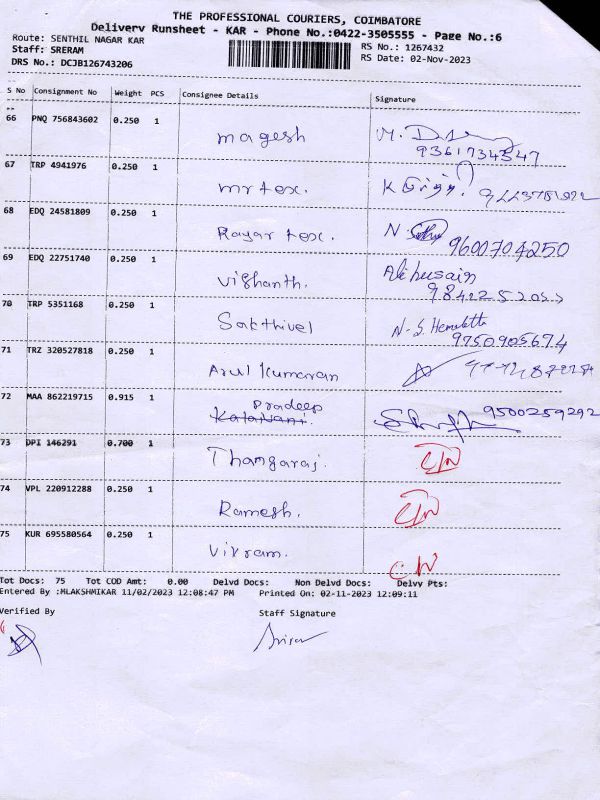 THE PROFESSIONAL COURIERS, COIMBATORE
Delivery Runsheet - KAR - Phone No.:0422-3505555 - Page No.:6
Route: SENTHIL NAGAR KAR
RS No.: 1267432
Staff: SRERAM
RS Date: 02-Nov-2023
DRS No.: DCJB126743206
S No Consignment No Weight PCS Consignee Details Signature
--
66 PNQ 756843602 0.250 1 magesh
9361734547
67 TRP 4941976 0.250 1 mr tex.
68 EDQ 24581809 0.250 1 Rayar tex. N.
9600704250
69 EDQ 22751740 0.250 1 vishanth. Ali husain
70 TRP 5351168 0.250 1 Sakthivel
9750905674
71 TRZ 320527818 0.250 1 Arul Kumaran
72 MAA 862219715 0.915 1 Pradeep 9500259292
73 DPI 146291 0.700 1 Thangaraj.
74 VPL 220912288 0.250 1 Ramesh.
75 KUR 695580564 0.250 1 Vikram.
Tot Docs: 75 Tot COD Amt: 0.00 Delvd Docs: Non Delvd Docs: Delvy Pts:
Entered By :MLAKSHMIKAR 11/02/2023 12:08:47 PM Printed On: 02-11-2023 12:09:11
Verified By Staff Signature